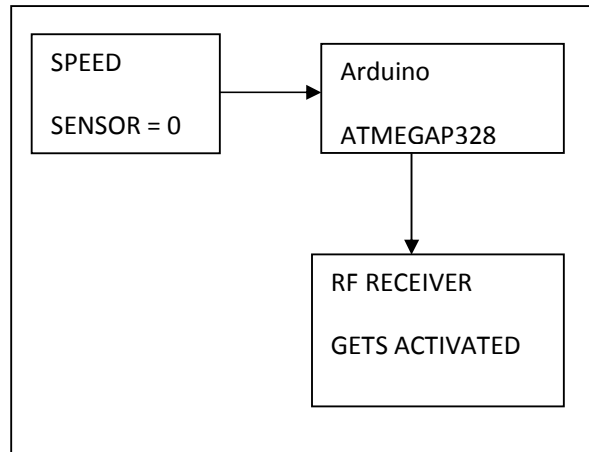 SPEED
SENSOR = 0
Arduino
ATMEGAP328
RF RECEIVER
GETS ACTIVATED